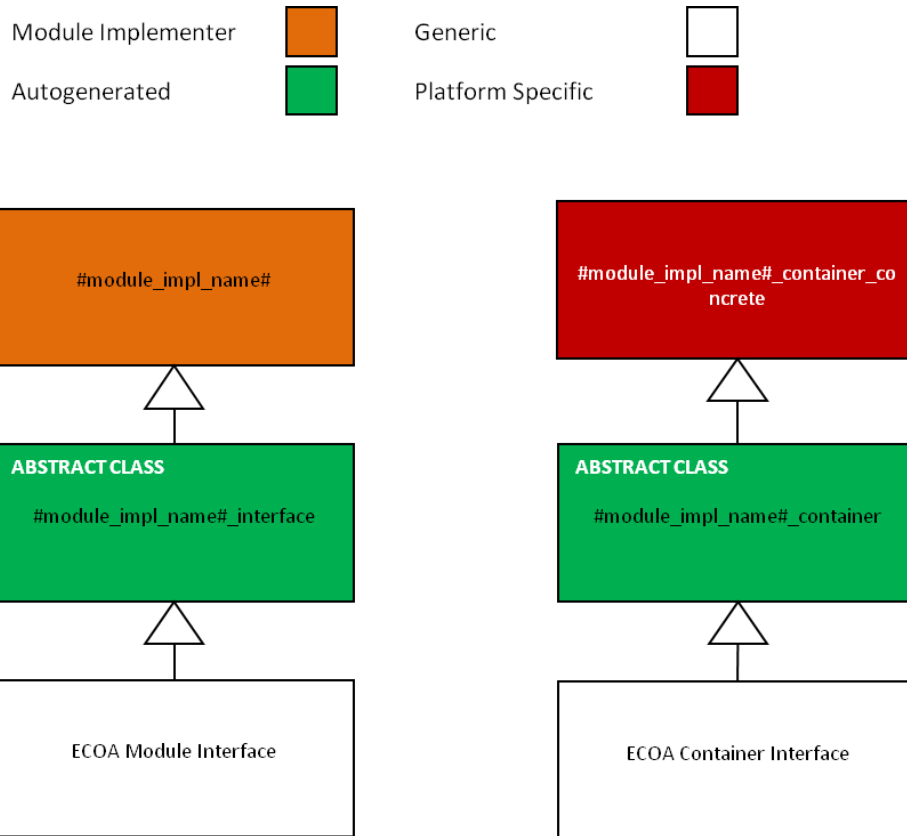 Module Implementer
Generic
Autogenerated
Platform Specific
#module_impl_name#
#module_impl_name#_container_co
ncrete
ABSTRACT CLASS
#module_impl_name#_interface
ABSTRACT CLASS
#module_impl_name#_container
ECOA Module Interface
ECOA Container Interface